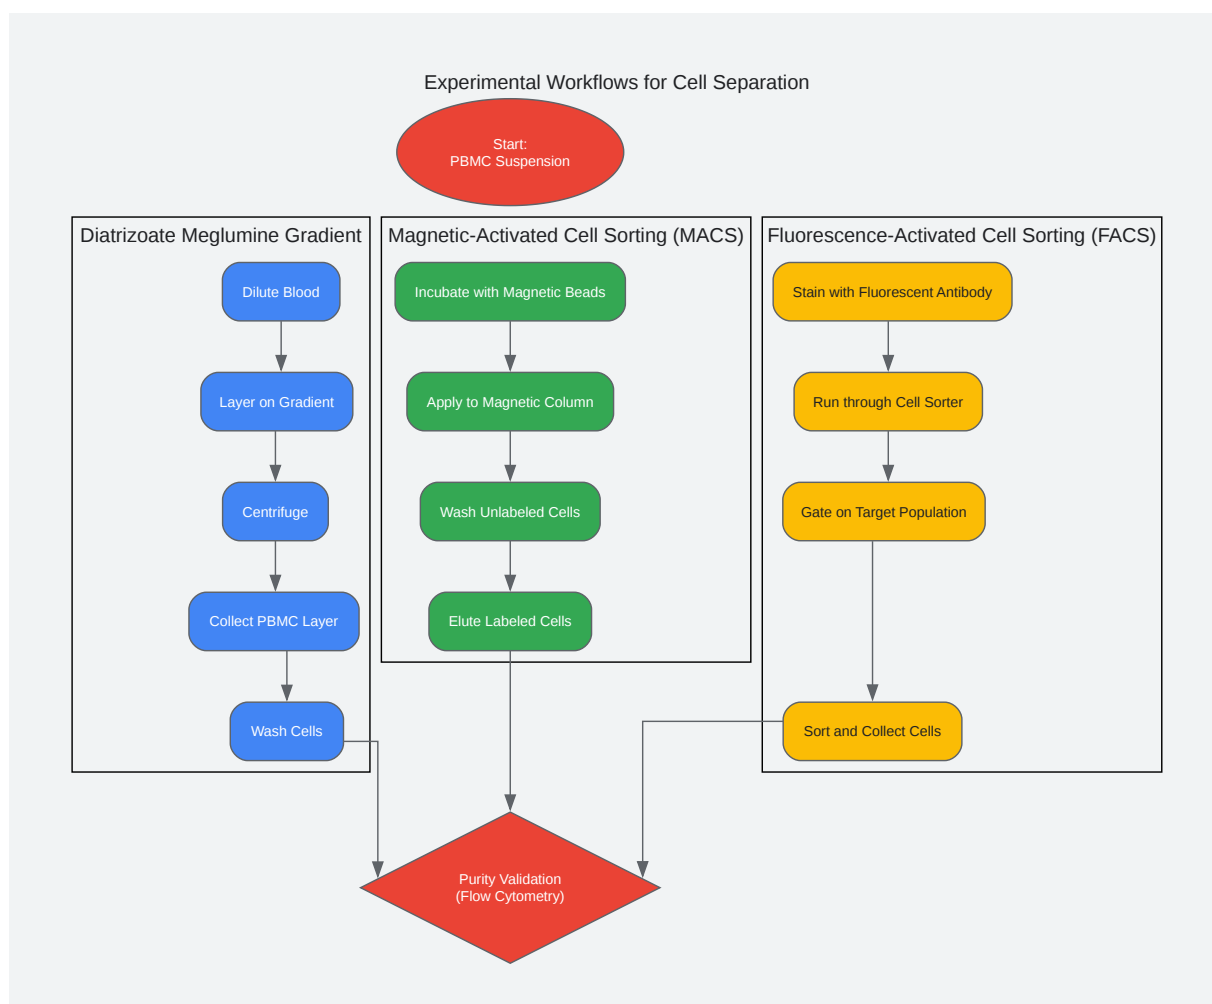 Experimental Workflows for Cell Separation
Start:
PBMC Suspension
Diatrizoate Meglumine Gradient
Dilute Blood
Layer on Gradient
Centrifuge
Collect PBMC Layer
Wash Cells
Magnetic-Activated Cell Sorting (MACS)
Incubate with Magnetic Beads
Apply to Magnetic Column
Wash Unlabeled Cells
Elute Labeled Cells
Fluorescence-Activated Cell Sorting (FACS)
Stain with Fluorescent Antibody
Run through Cell Sorter
Gate on Target Population
Sort and Collect Cells
Purity Validation
(Flow Cytometry)